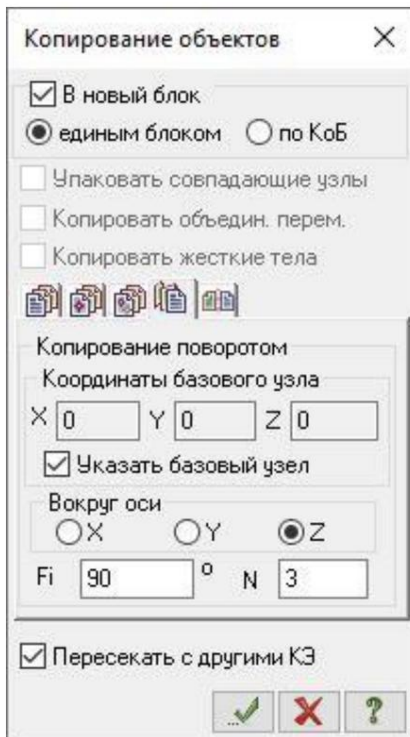 Копирование объектов
В новый блок
единым блоком по КоБ
Упаковать совпадающие узлы
Копировать объедин. перем.
Копировать жесткие тела
Копирование поворотом
Координаты базового узла
X 0 Y 0 Z 0
Указать базовый узел
Вокруг оси
X Y Z
Fi 90 ° N 3
Пересекать с другими КЭ
?